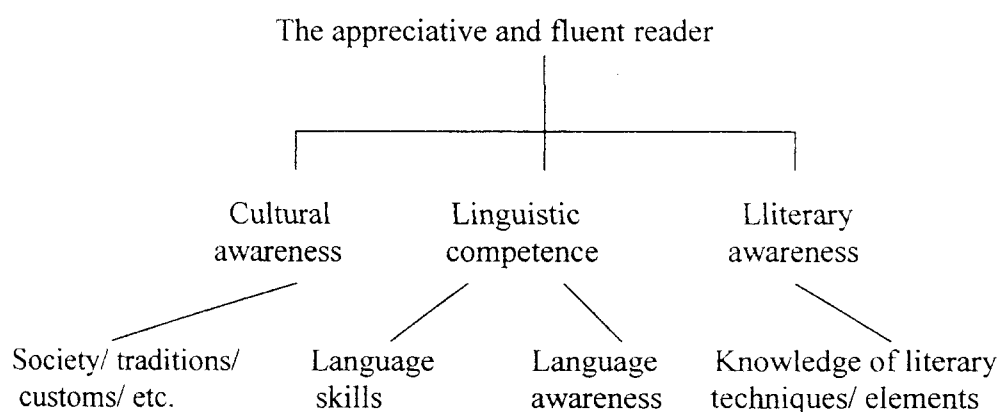 The appreciative and fluent reader
Cultural awareness
Linguistic competence
Lliterary awareness
Society/ traditions/ customs/ etc.
Language skills
Language awareness
Knowledge of literary techniques/ elements